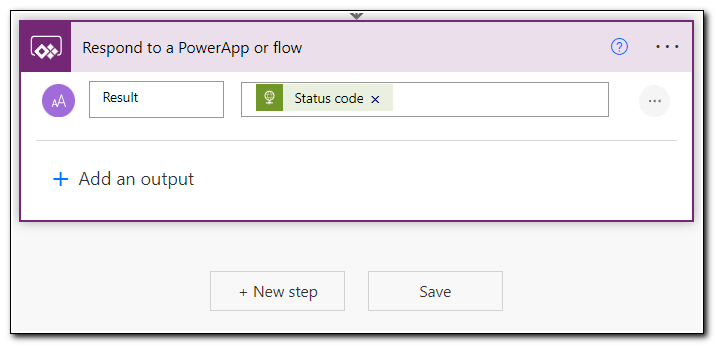 Respond to a PowerApp or flow
?
...
AA
Result
Status code ×
...
+ Add an output
+ New step
Save